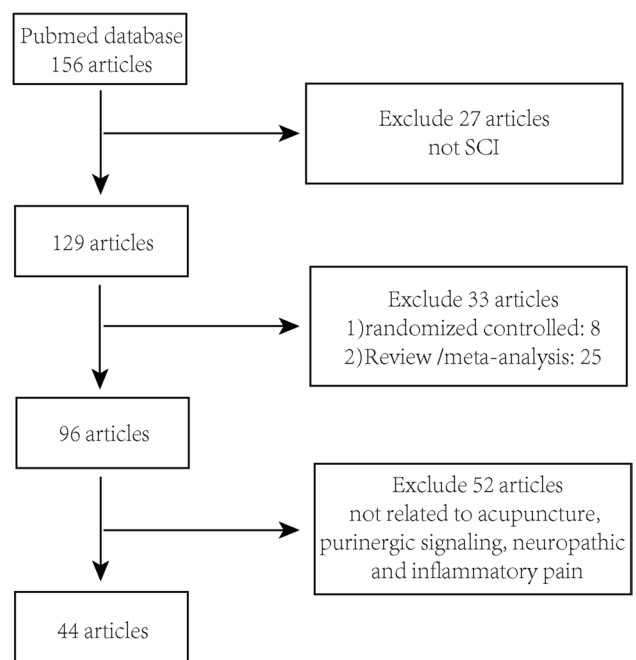 Pubmed database
156 articles
Exclude 27 articles
not SCI
129 articles
Exclude 33 articles
1)randomized controlled: 8
2)Review /meta-analysis: 25
96 articles
Exclude 52 articles
not related to acupuncture,
purinergic signaling, neuropathic
and inflammatory pain
44 articles